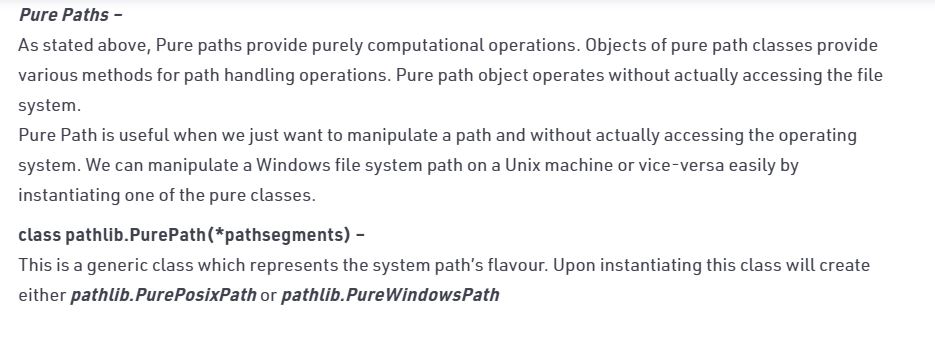 Pure Paths –
As stated above, Pure paths provide purely computational operations. Objects of pure path classes provide
various methods for path handling operations. Pure path object operates without actually accessing the file
system.
Pure Path is useful when we just want to manipulate a path and without actually accessing the operating
system. We can manipulate a Windows file system path on a Unix machine or vice-versa easily by
instantiating one of the pure classes.
class pathlib.PurePath(*pathsegments) –
This is a generic class which represents the system path's flavour. Upon instantiating this class will create
either pathlib.PurePosixPath or pathlib.PureWindowsPath